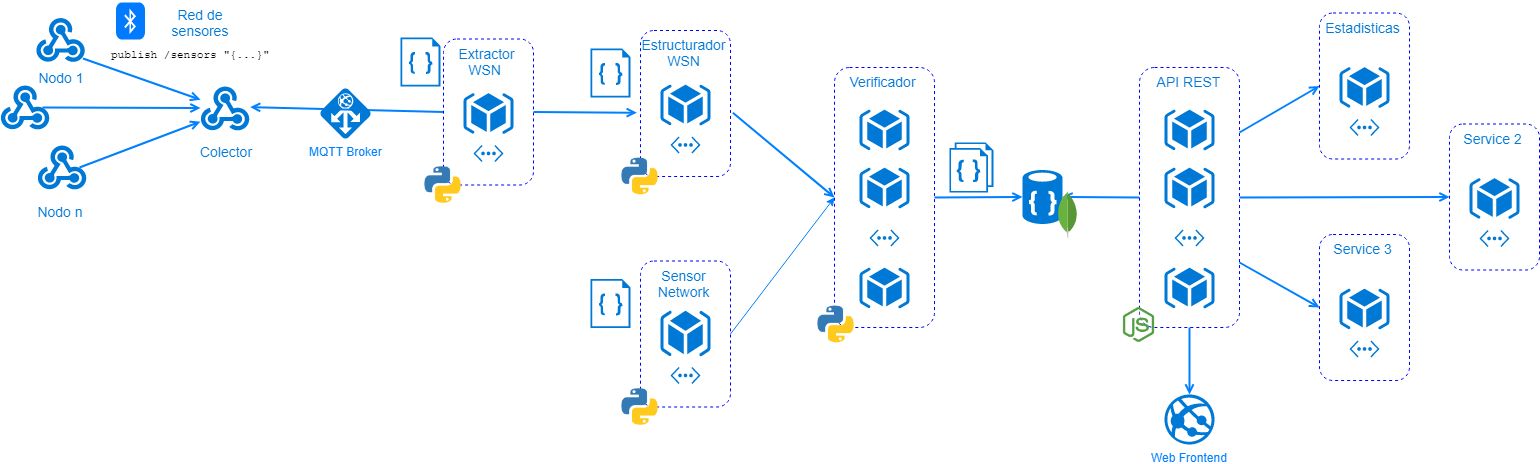 Red de
sensores
publish /sensors "{...}"
Nodo 1
Colector
Nodo n
MQTT Broker
Extractor
WSN
{ }
Estructurador
WSN
{ }
Sensor
Network
{ }
Verificador
{ }
{ }
API REST
JS
Web Frontend
Estadisticas
Service 2
Service 3